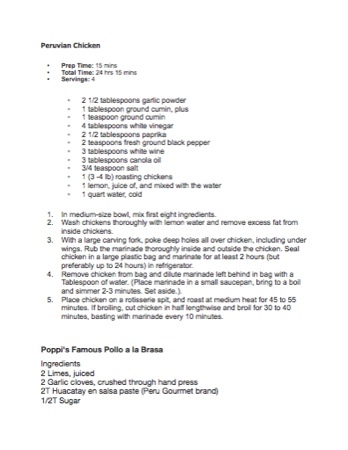 Peruvian Chicken
Prep Time: 15 mins
Total Time: 24 hrs 15 mins
Servings: 4
2 1/2 tablespoons garlic powder
1 tablespoon ground cumin, plus
1 teaspoon ground cumin
4 tablespoons white vinegar
2 1/2 tablespoons paprika
2 teaspoons fresh ground black pepper
3 tablespoons white wine
3 tablespoons canola oil
3/4 teaspoon salt
1 (3 -4 lb) roasting chickens
1 lemon, juice of, and mixed with the water
1 quart water, cold
1. In medium-size bowl, mix first eight ingredients.
2. Wash chickens thoroughly with lemon water and remove excess fat from
inside chickens.
3. With a large carving fork, poke deep holes all over chicken, including under
wings. Rub the marinade thoroughly inside and outside the chicken. Seal
chicken in a large plastic bag and marinate for at least 2 hours (but
preferably up to 24 hours) in refrigerator.
4. Remove chicken from bag and dilute marinade left behind in bag with a
Tablespoon of water. (Place marinade in a small saucepan, bring to a boil
and simmer 2-3 minutes. Set aside.).
5. Place chicken on a rotisserie spit, and roast at medium heat for 45 to 55
minutes. If broiling, cut chicken in half lengthwise and broil for 30 to 40
minutes, basting with marinade every 10 minutes.
Poppi's Famous Pollo a la Brasa
Ingredients
2 Limes, juiced
2 Garlic cloves, crushed through hand press
2T Huacatay en salsa paste (Peru Gourmet brand)
1/2T Sugar